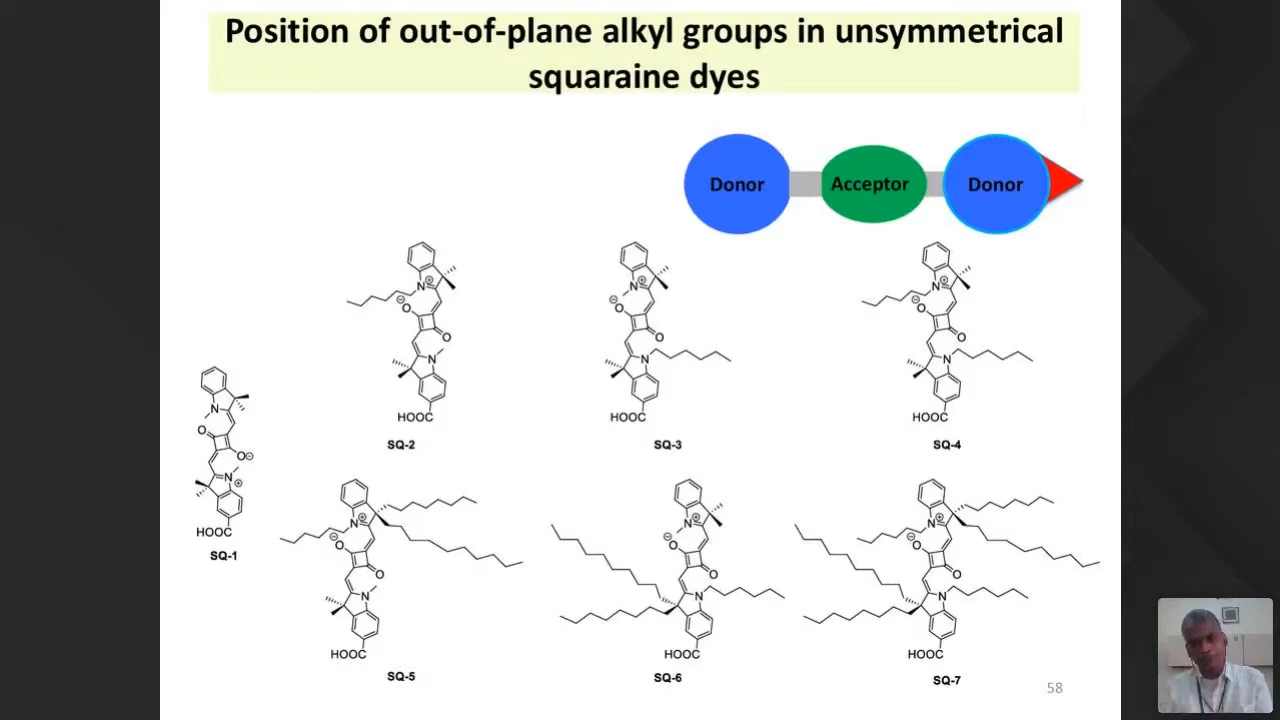 Position of out-of-plane alkyl groups in unsymmetrical
squaraine dyes
Donor
Acceptor
Donor
N
⊕
⊖
O
O
N
HOOC
SQ-2
N
⊕
⊖
O
O
N
HOOC
SQ-3
N
⊕
⊖
O
O
N
HOOC
SQ-4
N
O
O⊖
N
⊕
HOOC
SQ-1
N
⊕
⊖
O
O
N
HOOC
SQ-5
N
⊕
⊖
O
O
N
HOOC
SQ-6
N
⊕
⊖
O
O
N
HOOC
SQ-7
58